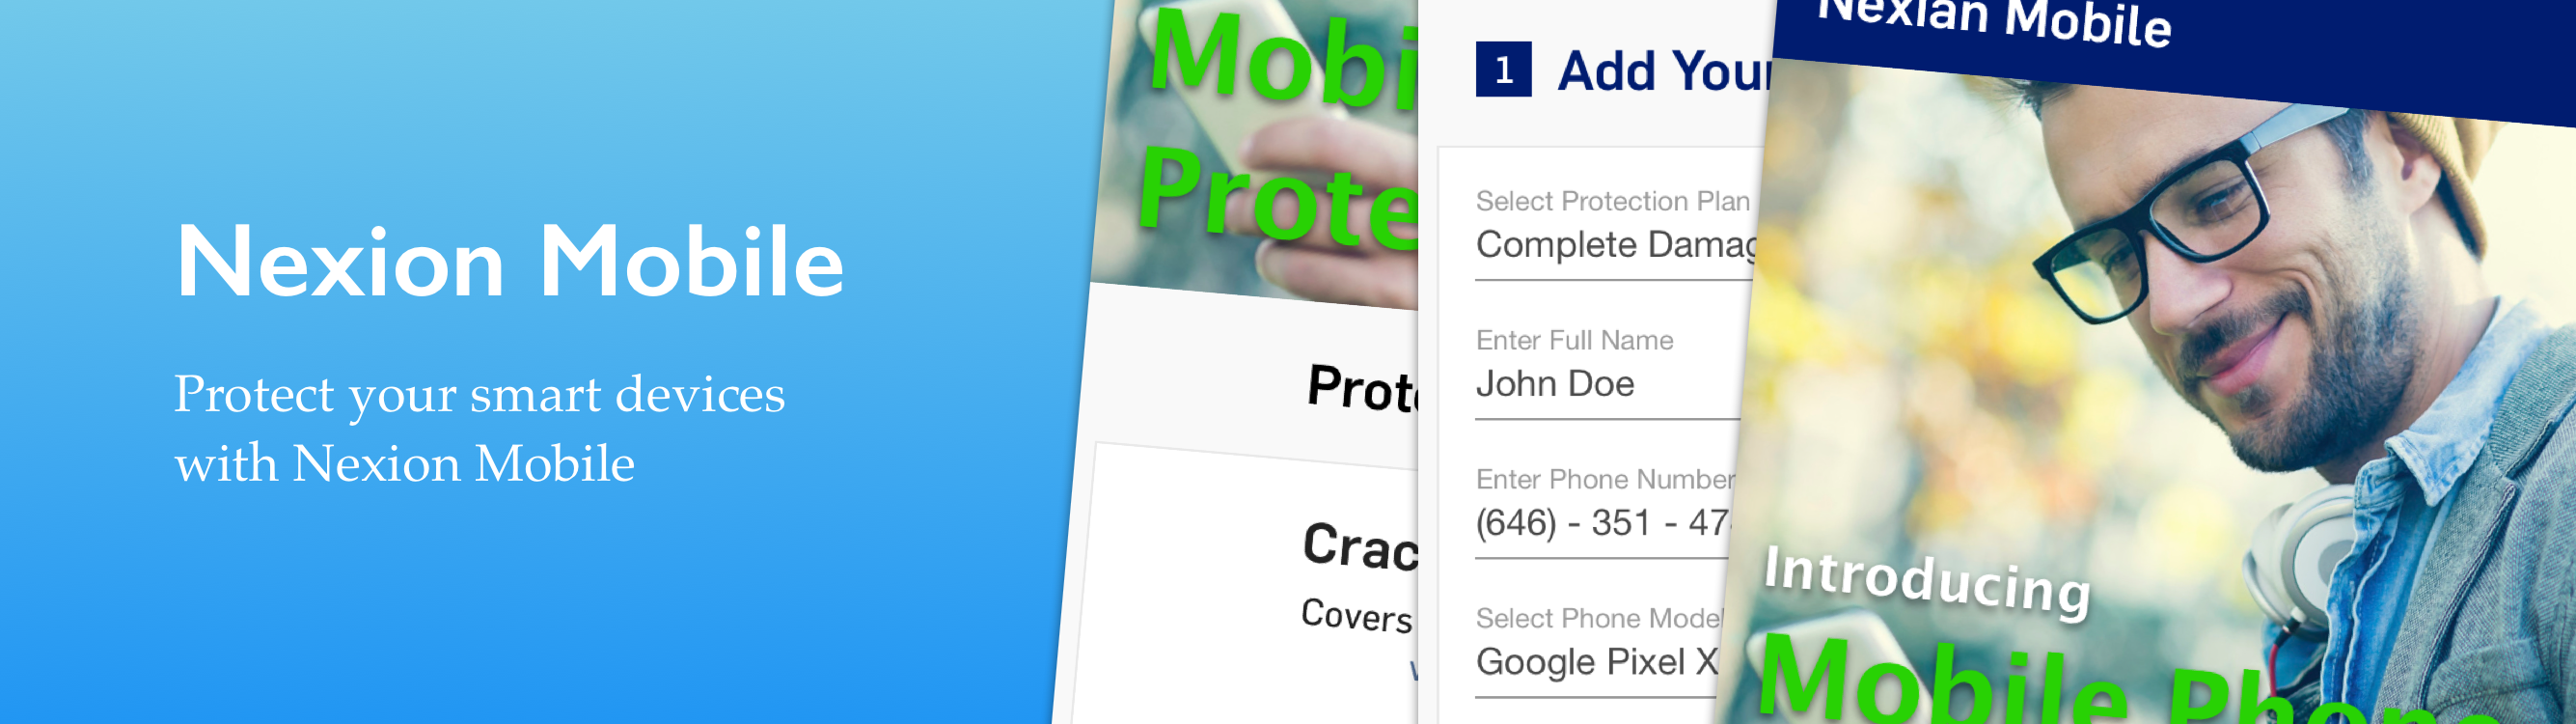 Nexion Mobile
Protect your smart devices
with Nexion Mobile
Mobi
Prote
Prot
Crac
Covers
1 Add Your
Select Protection Plan
Complete Damag
Enter Full Name
John Doe
Enter Phone Number
(646) - 351 - 47
Select Phone Model
Google Pixel X
Nexian Mobile
Introducing
Mobile Phone